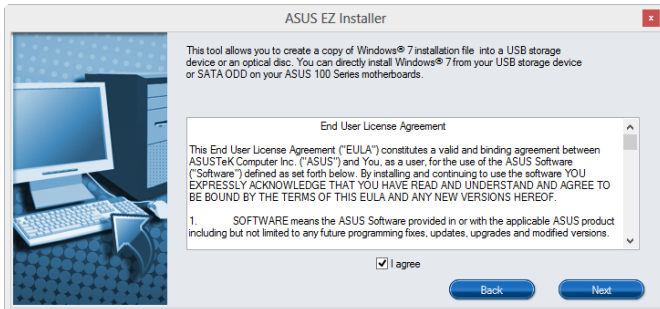 ASUS EZ Installer
x
This tool allows you to create a copy of Windows® 7 installation file into a USB storage
device or an optical disc. You can directly install Windows® 7 from your USB storage device
or SATA ODD on your ASUS 100 Series motherboards.
End User License Agreement
This End User License Agreement ("EULA") constitutes a valid and binding agreement between
ASUSTeK Computer Inc. ("ASUS") and You, as a user, for the use of the ASUS Software
("Software") defined as set forth below. By installing and continuing to use the software YOU
EXPRESSLY ACKNOWLEDGE THAT YOU HAVE READ AND UNDERSTAND AND AGREE TO
BE BOUND BY THE TERMS OF THIS EULA AND ANY NEW VERSIONS HEREOF.
1. SOFTWARE means the ASUS Software provided in or with the applicable ASUS product
including but not limited to any future programming fixes, updates, upgrades and modified versions.
I agree
Back Next